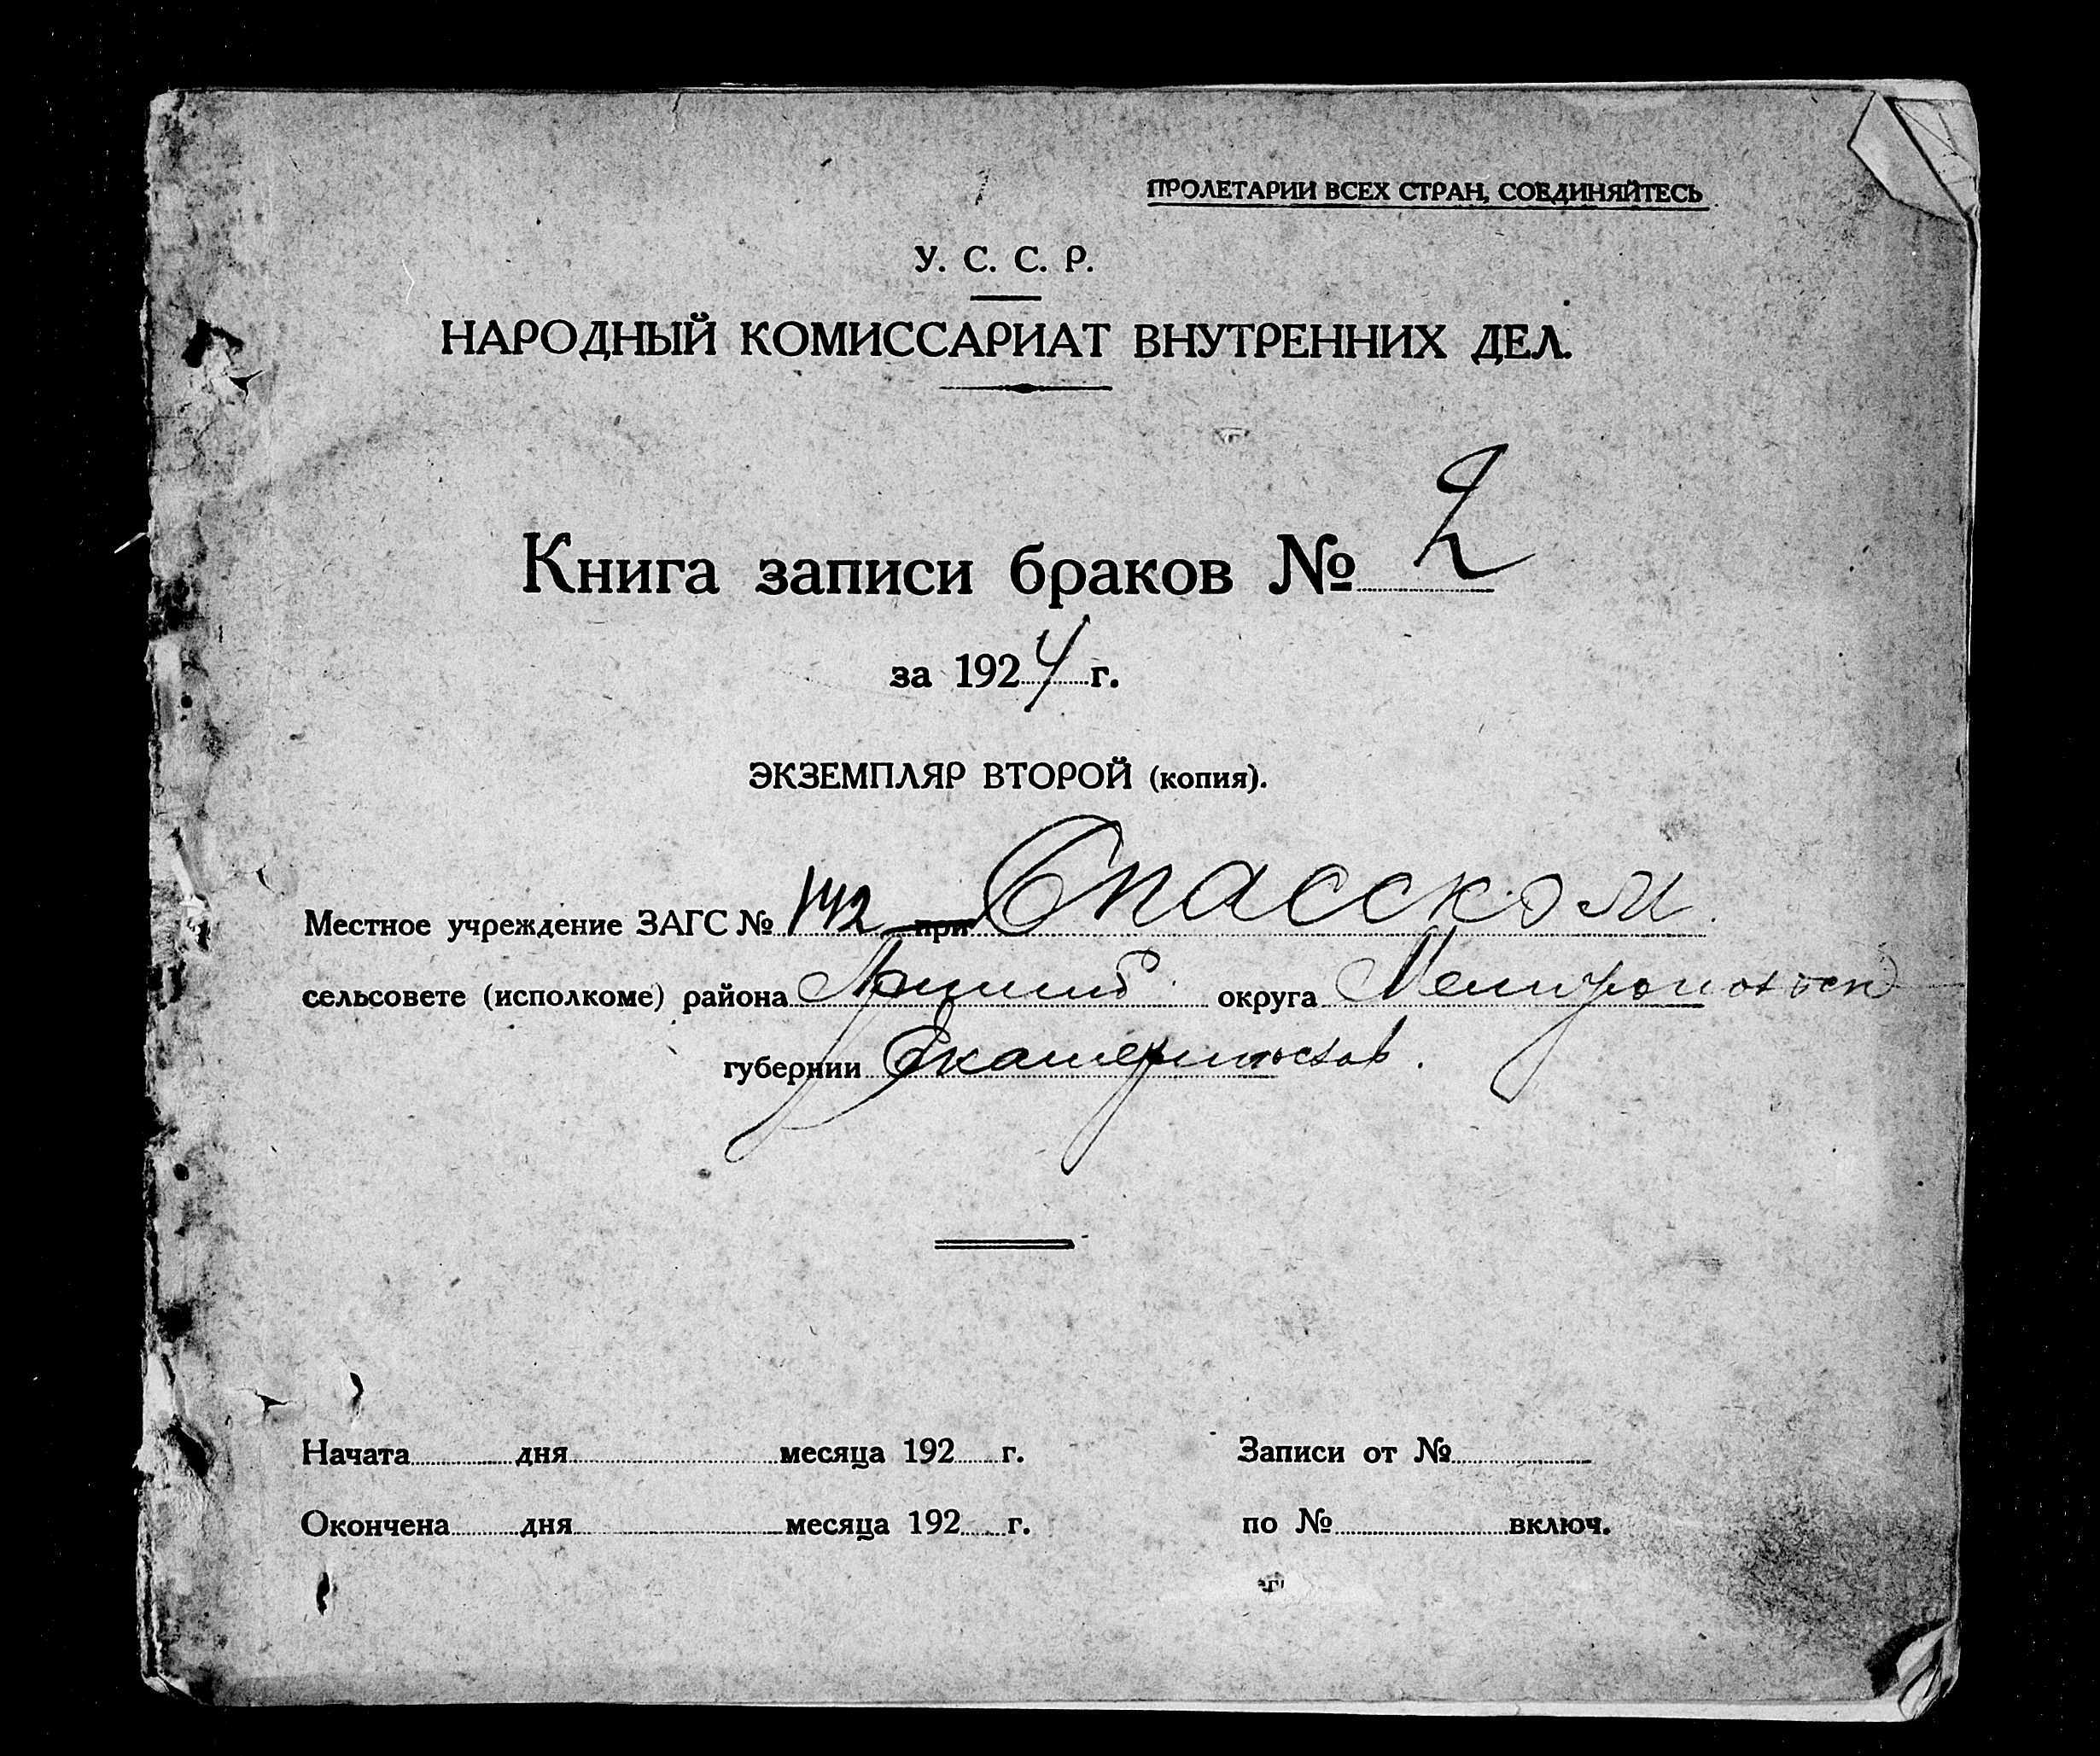 ПРОЛЕТАРИИ ВСЕХ СТРАН, СОЕДИНЯЙТЕСЬ
У. С. С. Р.
НАРОДНЫЙ КОМИССАРИАТ ВНУТРЕННИХ ДЕЛ.
Книга записи браков № 2
за 1924 г.
ЭКЗЕМПЛЯР ВТОРОЙ (копия).
Местное учреждение ЗАГС № 142 при Спасском
сельсовете (исполкоме) района округа
губернии Екатеринослав.
Начата дня месяца 192 г. Записи от №
Окончена дня месяца 192 г. по № включ.